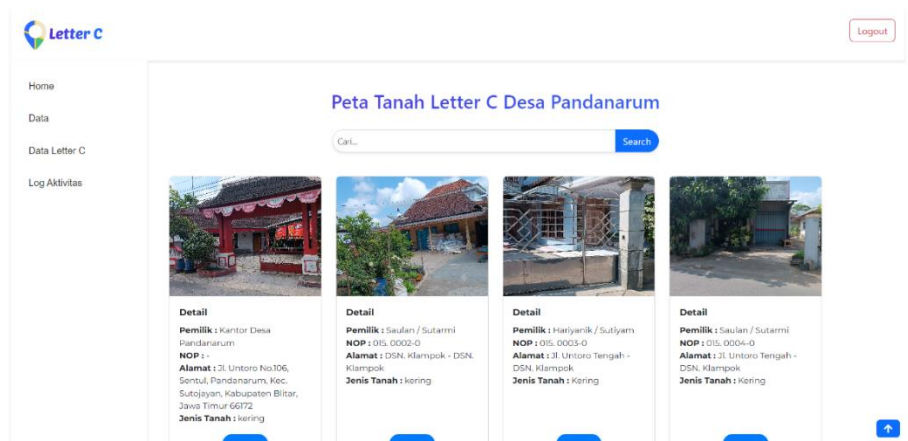 Letter C
Logout
Home
Data
Data Letter C
Log Aktivitas
Peta Tanah Letter C Desa Pandanarum
Cari...
Search
Detail
Pemilik : Kantor Desa
Pandanarum
NOP : -
Alamat : Jl. Untoro No.106,
Sentul, Pandanarum, Kec.
Sutojayan, Kabupaten Blitar,
Jawa Timur 66172
Jenis Tanah : kering
Detail
Pemilik : Saulan / Sutarmi
NOP : 015. 0002-0
Alamat : DSN. Klampok - DSN.
Klampok
Jenis Tanah : kering
Detail
Pemilik : Hariyanik / Sutiyam
NOP : 015. 0003-0
Alamat : Jl. Untoro Tengah -
DSN. Klampok
Jenis Tanah : Kering
Detail
Pemilik : Saulan / Sutarmi
NOP : 015. 0004-0
Alamat : Jl. Untoro Tengah -
DSN. Klampok
Jenis Tanah : Kering